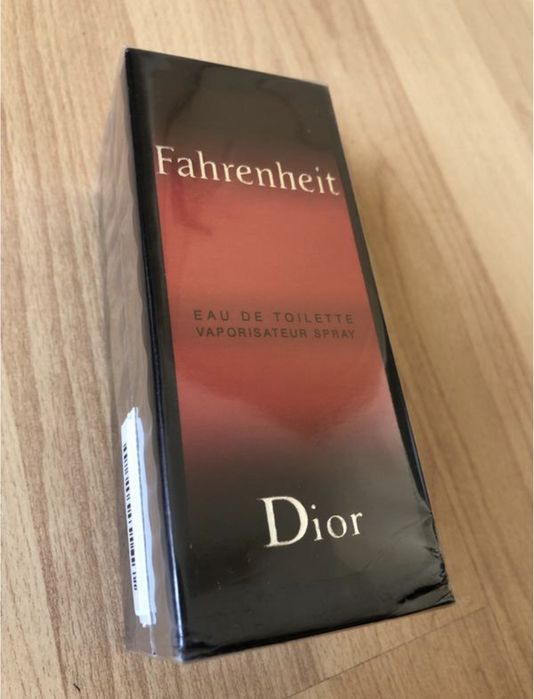 Fahrenheit
EAU DE TOILETTE
VAPORISATEUR SPRAY
Dior